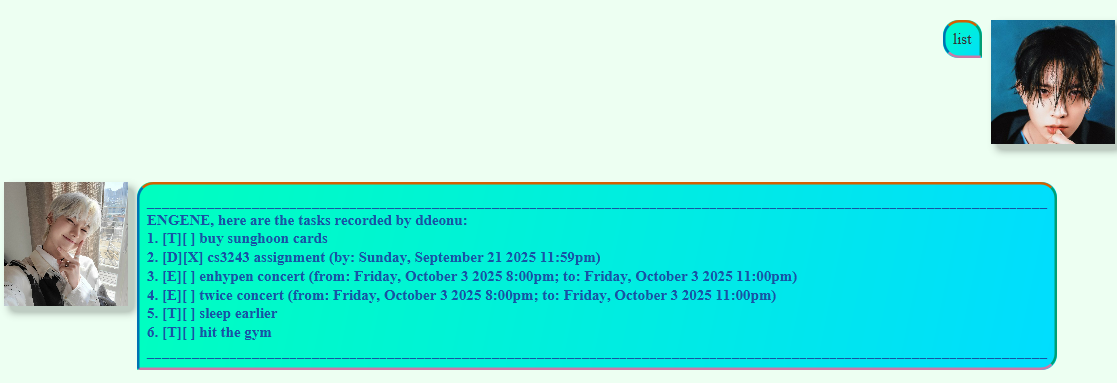 list
ENGENE, here are the tasks recorded by ddeonu:
1. [T][ ] buy sunghoon cards
2. [D][X] cs3243 assignment (by: Sunday, September 21 2025 11:59pm)
3. [E][ ] enhypen concert (from: Friday, October 3 2025 8:00pm; to: Friday, October 3 2025 11:00pm)
4. [E][ ] twice concert (from: Friday, October 3 2025 8:00pm; to: Friday, October 3 2025 11:00pm)
5. [T][ ] sleep earlier
6. [T][ ] hit the gym